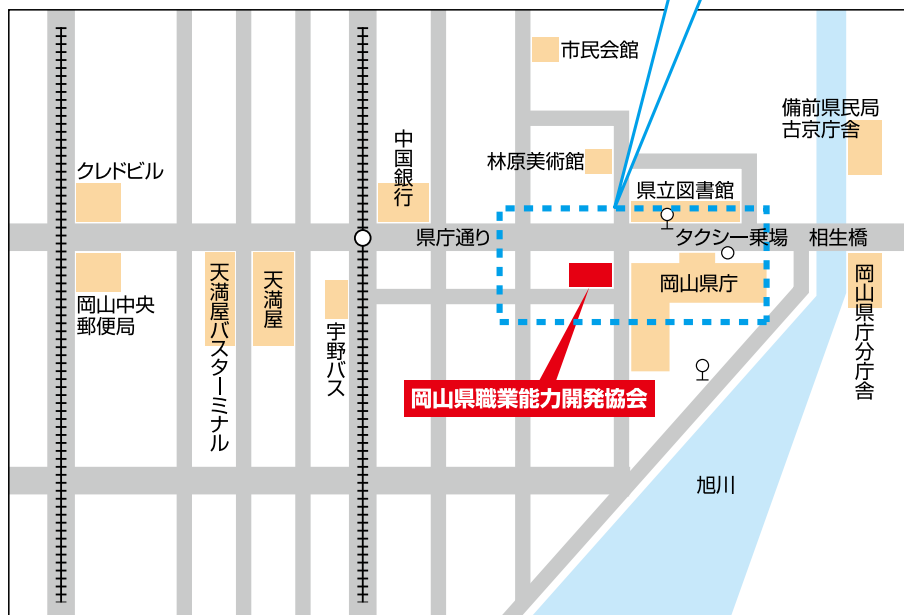 市民会館
備前県民局
古京庁舎
中国銀行
林原美術館
クレドビル
県立図書館
県庁通り
タクシー乗場
相生橋
岡山中央
郵便局
天満屋バスターミナル
天満屋
宇野バス
岡山県庁
岡山県庁分庁舎
岡山県職業能力開発協会
旭川